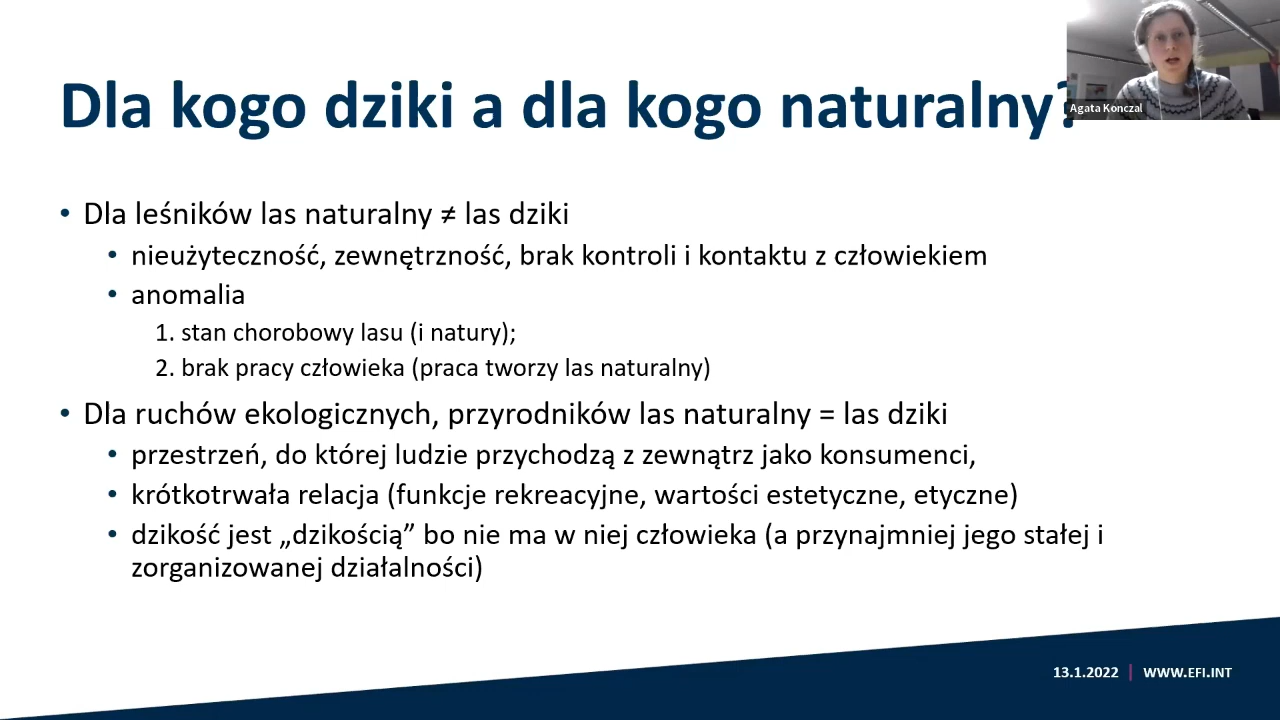 Dla kogo dziki a dla kogo naturalny?
Agata Konczal
• Dla leśników las naturalny ≠ las dziki
• nieużyteczność, zewnętrzność, brak kontroli i kontaktu z człowiekiem
• anomalia
1. stan chorobowy lasu (i natury);
2. brak pracy człowieka (praca tworzy las naturalny)
• Dla ruchów ekologicznych, przyrodników las naturalny = las dziki
• przestrzeń, do której ludzie przychodzą z zewnątrz jako konsumenci,
• krótkotrwała relacja (funkcje rekreacyjne, wartości estetyczne, etyczne)
• dzikość jest „dzikością” bo nie ma w niej człowieka (a przynajmniej jego stałej i
zorganizowanej działalności)
13.1.2022 | WWW.EFI.INT